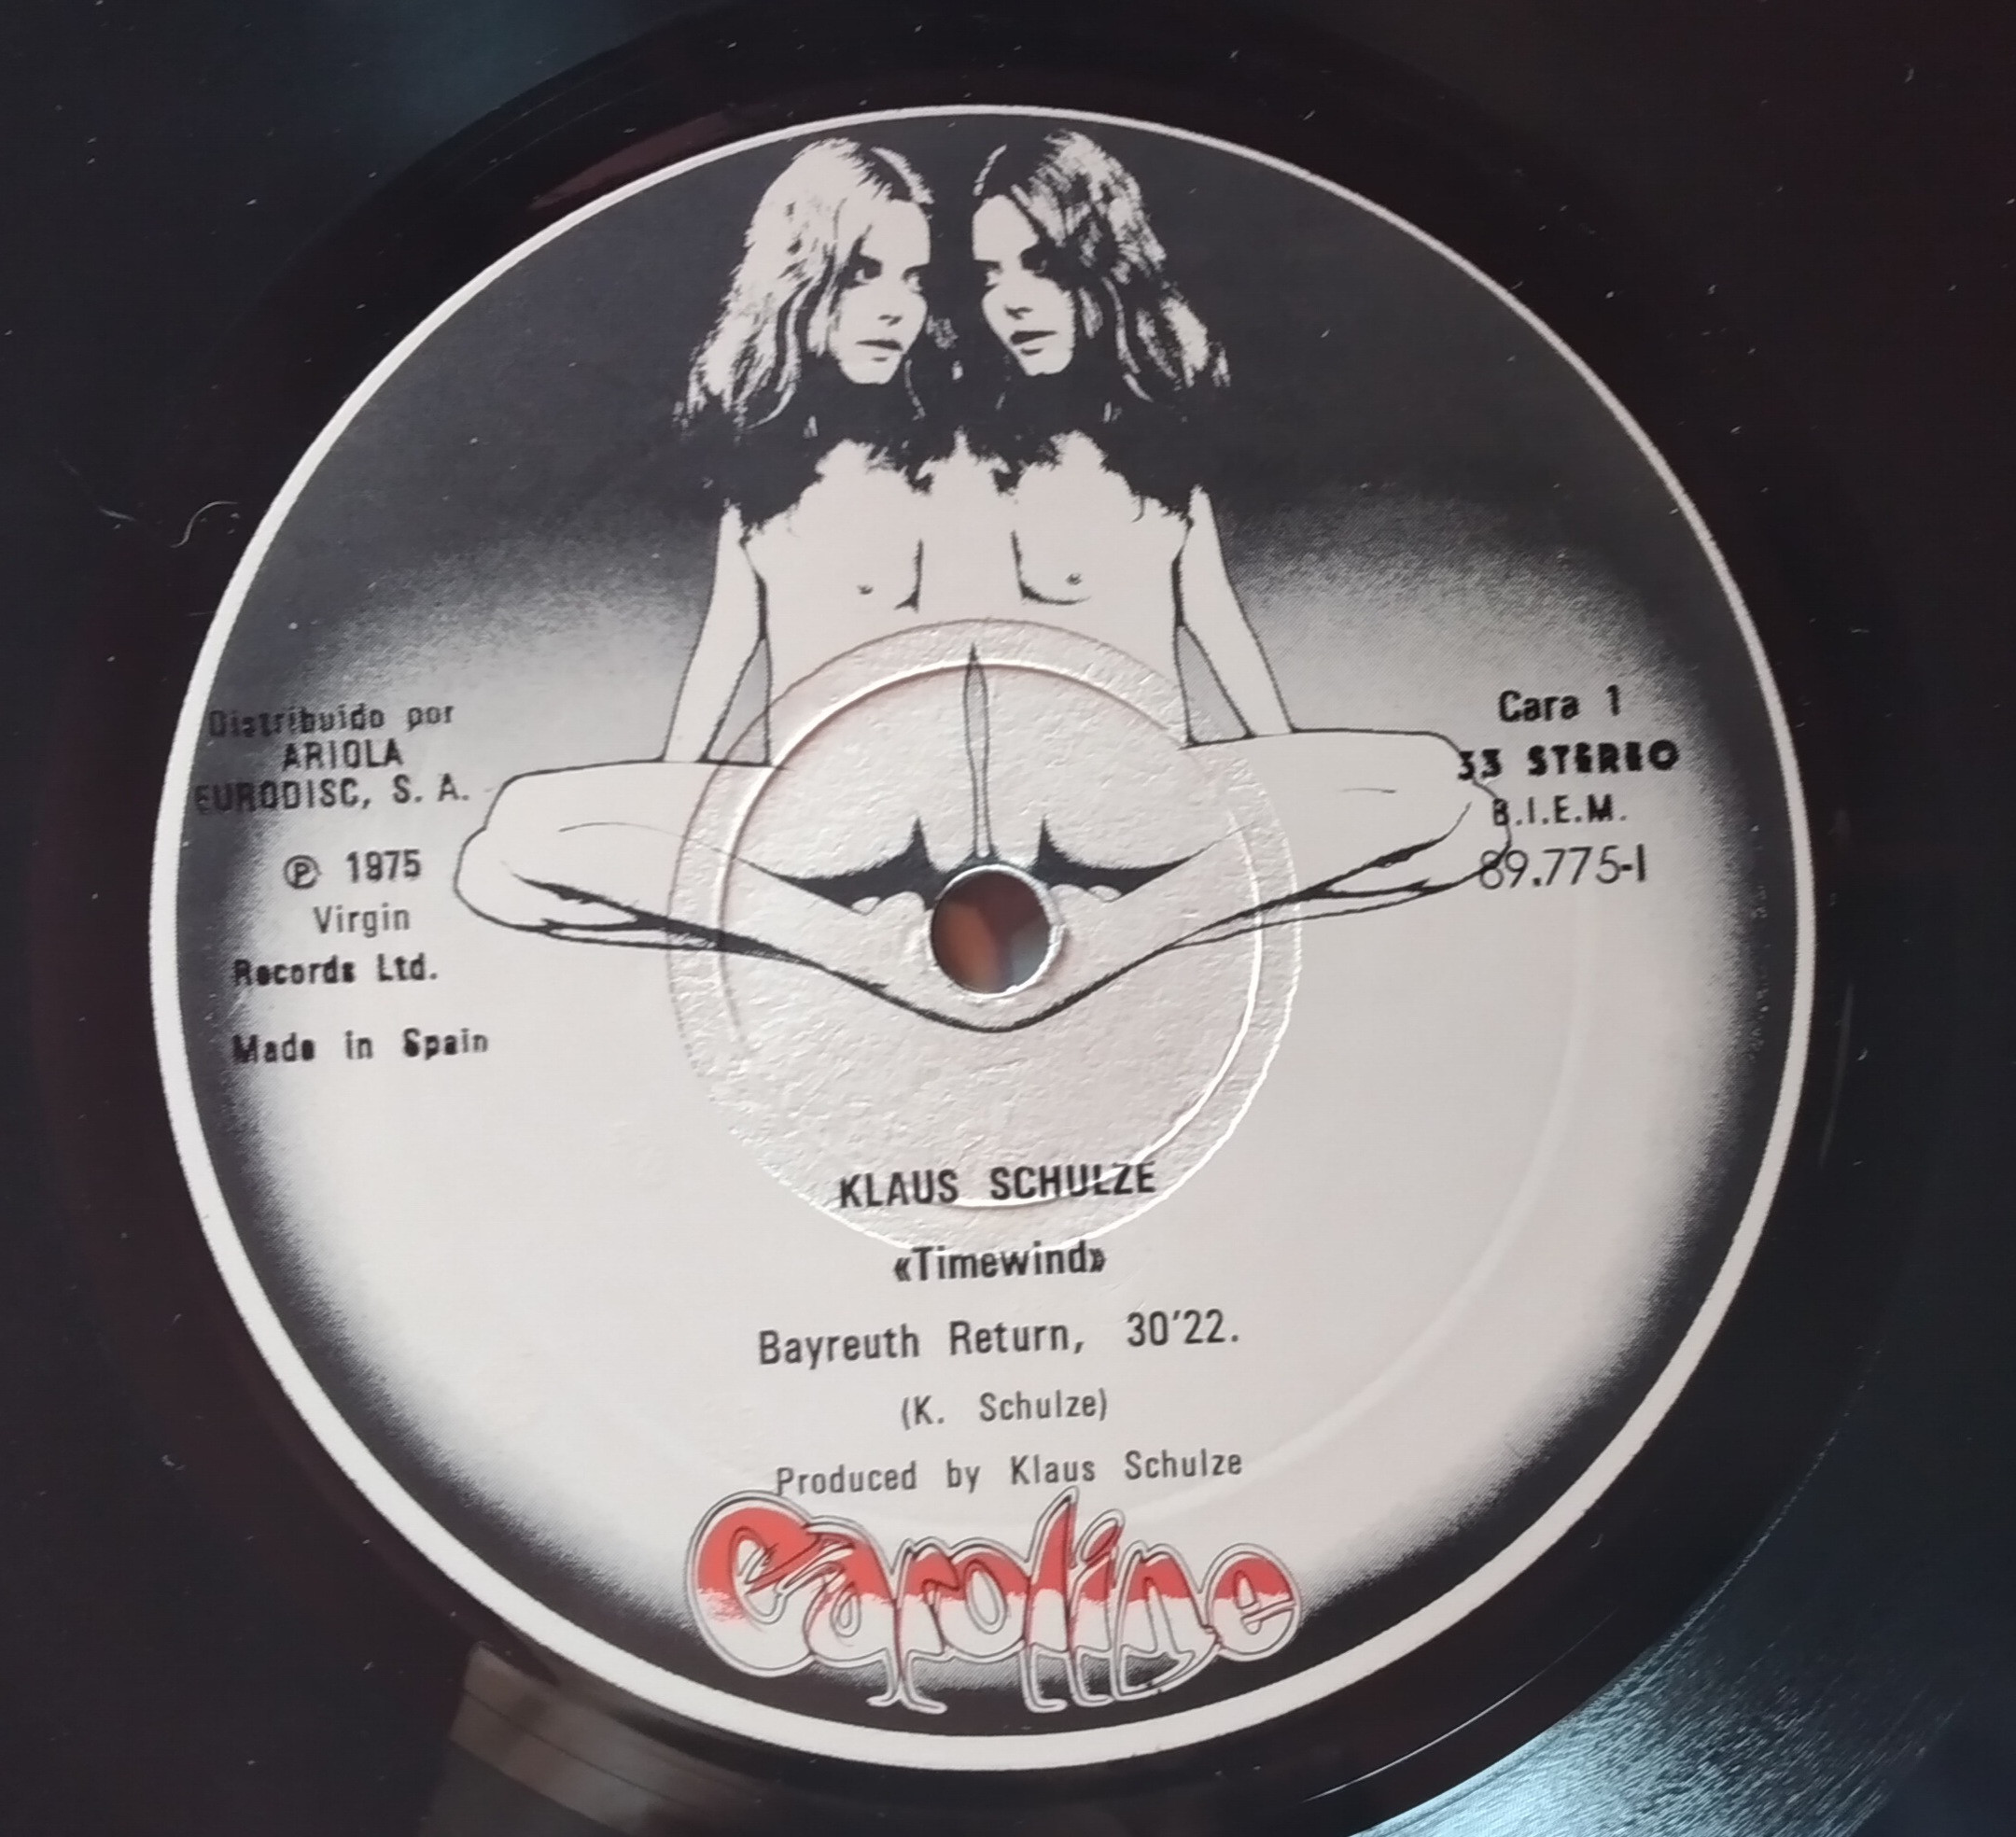 Distribuido por
ARIOLA
EURODISC, S. A.
℗ 1975
Virgin
Records Ltd.
Made in Spain
Cara 1
33 STEREO
B.I.E.M.
89.775-I
KLAUS SCHULZE
«Timewind»
Bayreuth Return, 30'22.
(K. Schulze)
Produced by Klaus Schulze
Caroline